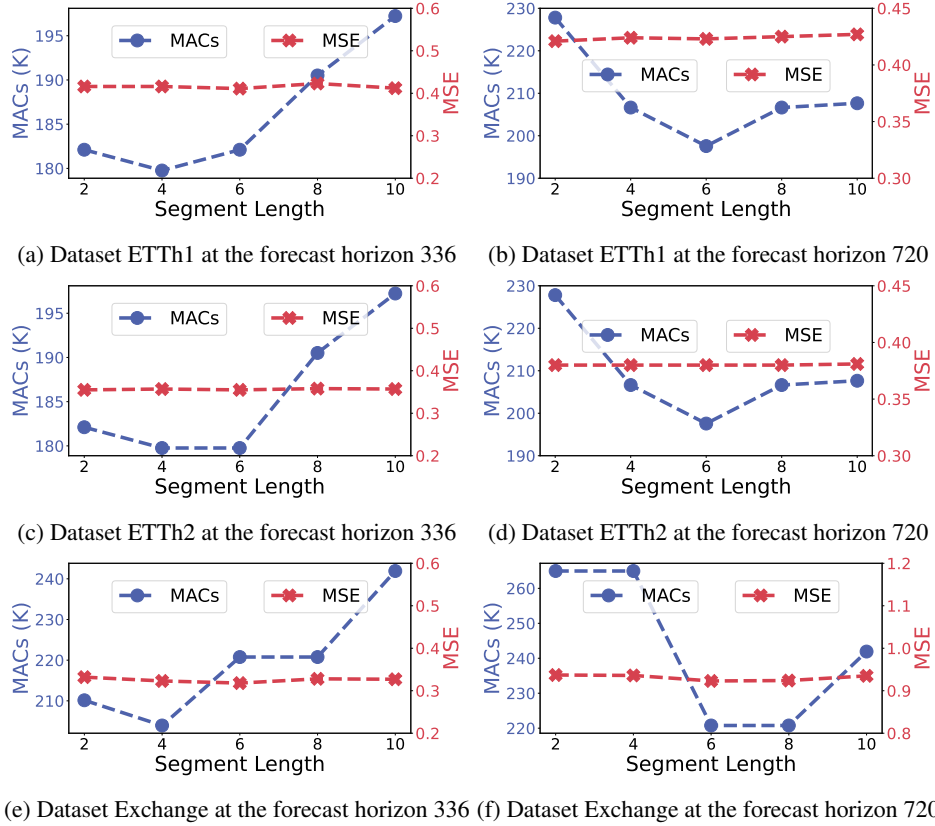 MACs MSE
195
190
185
180
MACs (K)
0.6
0.5
0.4
0.3
0.2
MSE
2 4 6 8 10
Segment Length
(a) Dataset ETTh1 at the forecast horizon 336
MACs MSE
230
220
210
200
190
MACs (K)
0.45
0.40
0.35
0.30
MSE
2 4 6 8 10
Segment Length
(b) Dataset ETTh1 at the forecast horizon 720
MACs MSE
195
190
185
180
MACs (K)
0.6
0.5
0.4
0.3
0.2
MSE
2 4 6 8 10
Segment Length
(c) Dataset ETTh2 at the forecast horizon 336
MACs MSE
230
220
210
200
190
MACs (K)
0.45
0.40
0.35
0.30
MSE
2 4 6 8 10
Segment Length
(d) Dataset ETTh2 at the forecast horizon 720
MACs MSE
240
230
220
210
MACs (K)
0.6
0.5
0.4
0.3
0.2
MSE
2 4 6 8 10
Segment Length
(e) Dataset Exchange at the forecast horizon 336
MACs MSE
260
250
240
230
220
MACs (K)
1.2
1.1
1.0
0.9
0.8
MSE
2 4 6 8 10
Segment Length
(f) Dataset Exchange at the forecast horizon 720